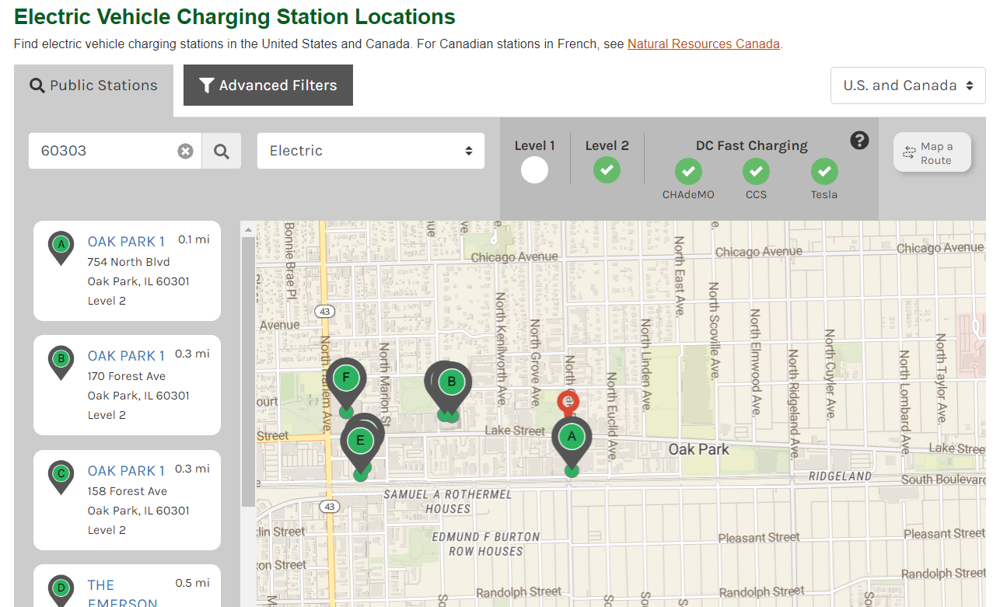 Electric Vehicle Charging Station Locations
Find electric vehicle charging stations in the United States and Canada. For Canadian stations in French, see Natural Resources Canada.
Public Stations
Advanced Filters
U.S. and Canada
60303
Electric
Level 1
Level 2
DC Fast Charging
?
CHAdeMO
CCS
Tesla
Map a
Route
A
OAK PARK 1
0.1 mi
754 North Blvd
Oak Park, IL 60301
Level 2
B
OAK PARK 1
0.3 mi
170 Forest Ave
Oak Park, IL 60301
Level 2
C
OAK PARK 1
0.3 mi
158 Forest Ave
Oak Park, IL 60301
Level 2
D
THE
EMERSON
0.5 mi
Bonnie Brae Pl.
Chicago Avenue
Chicago Avenue
Chicago Avenue
43
Avenue
North Harlem Ave.
North Marion St.
North Kenilworth Ave.
North Grove Ave.
North Euclid Ave.
North Linden Ave.
North East Ave.
North Scoville Ave.
North Elmwood Ave.
North Ridgeland Ave.
North Cuyler Ave.
North Lombard Ave.
North Taylor Ave.
F
B
E
A
Street
Lake Street
Oak Park
Lake Stree
RIDGELAND
South Boulevard
SAMUEL A ROTHERMEL
HOUSES
43
EDMUND F BURTON
ROW HOUSES
lin Street
Pleasant Street
Pleasant Street
on Street
Randolph Street
Randolph Street
Randolph Street